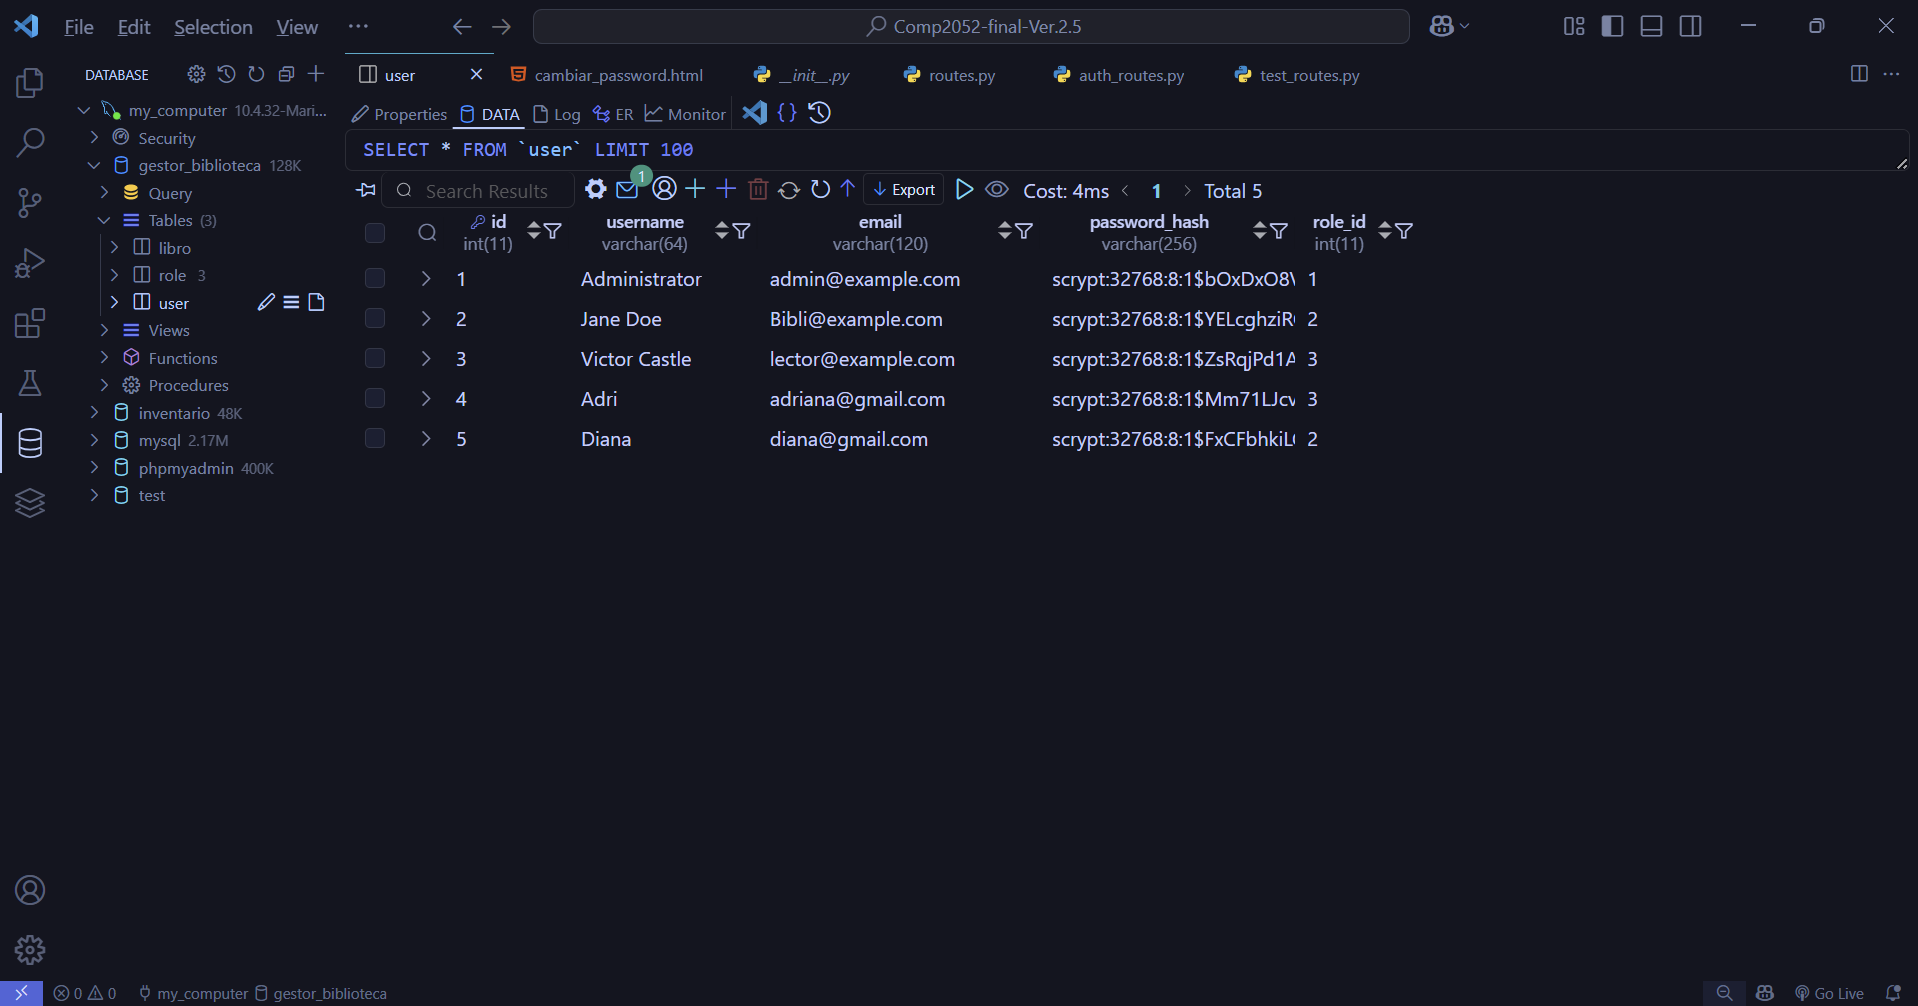 File Edit Selection View ··· Comp2052-final-Ver.2.5
DATABASE
my_computer 10.4.32-Mari...
Security
gestor_biblioteca 128K
Query
Tables (3)
libro
role 3
user
Views
Functions
Procedures
inventario 48K
mysql 2.17M
phpmyadmin 400K
test
user cambiar_password.html __init__.py routes.py auth_routes.py test_routes.py
Properties DATA Log ER Monitor { }
SELECT * FROM `user` LIMIT 100
Search Results 1 Export Cost: 4ms 1 Total 5
id username email password_hash role_id
int(11) varchar(64) varchar(120) varchar(256) int(11)
1 Administrator admin@example.com scrypt:32768:8:1$bOxDxO8V 1
2 Jane Doe Bibli@example.com scrypt:32768:8:1$YELcghziR 2
3 Victor Castle lector@example.com scrypt:32768:8:1$ZsRqjPd1A 3
4 Adri adriana@gmail.com scrypt:32768:8:1$Mm71LJcv 3
5 Diana diana@gmail.com scrypt:32768:8:1$FxCFbhkiL 2
0 0 my_computer gestor_biblioteca Go Live